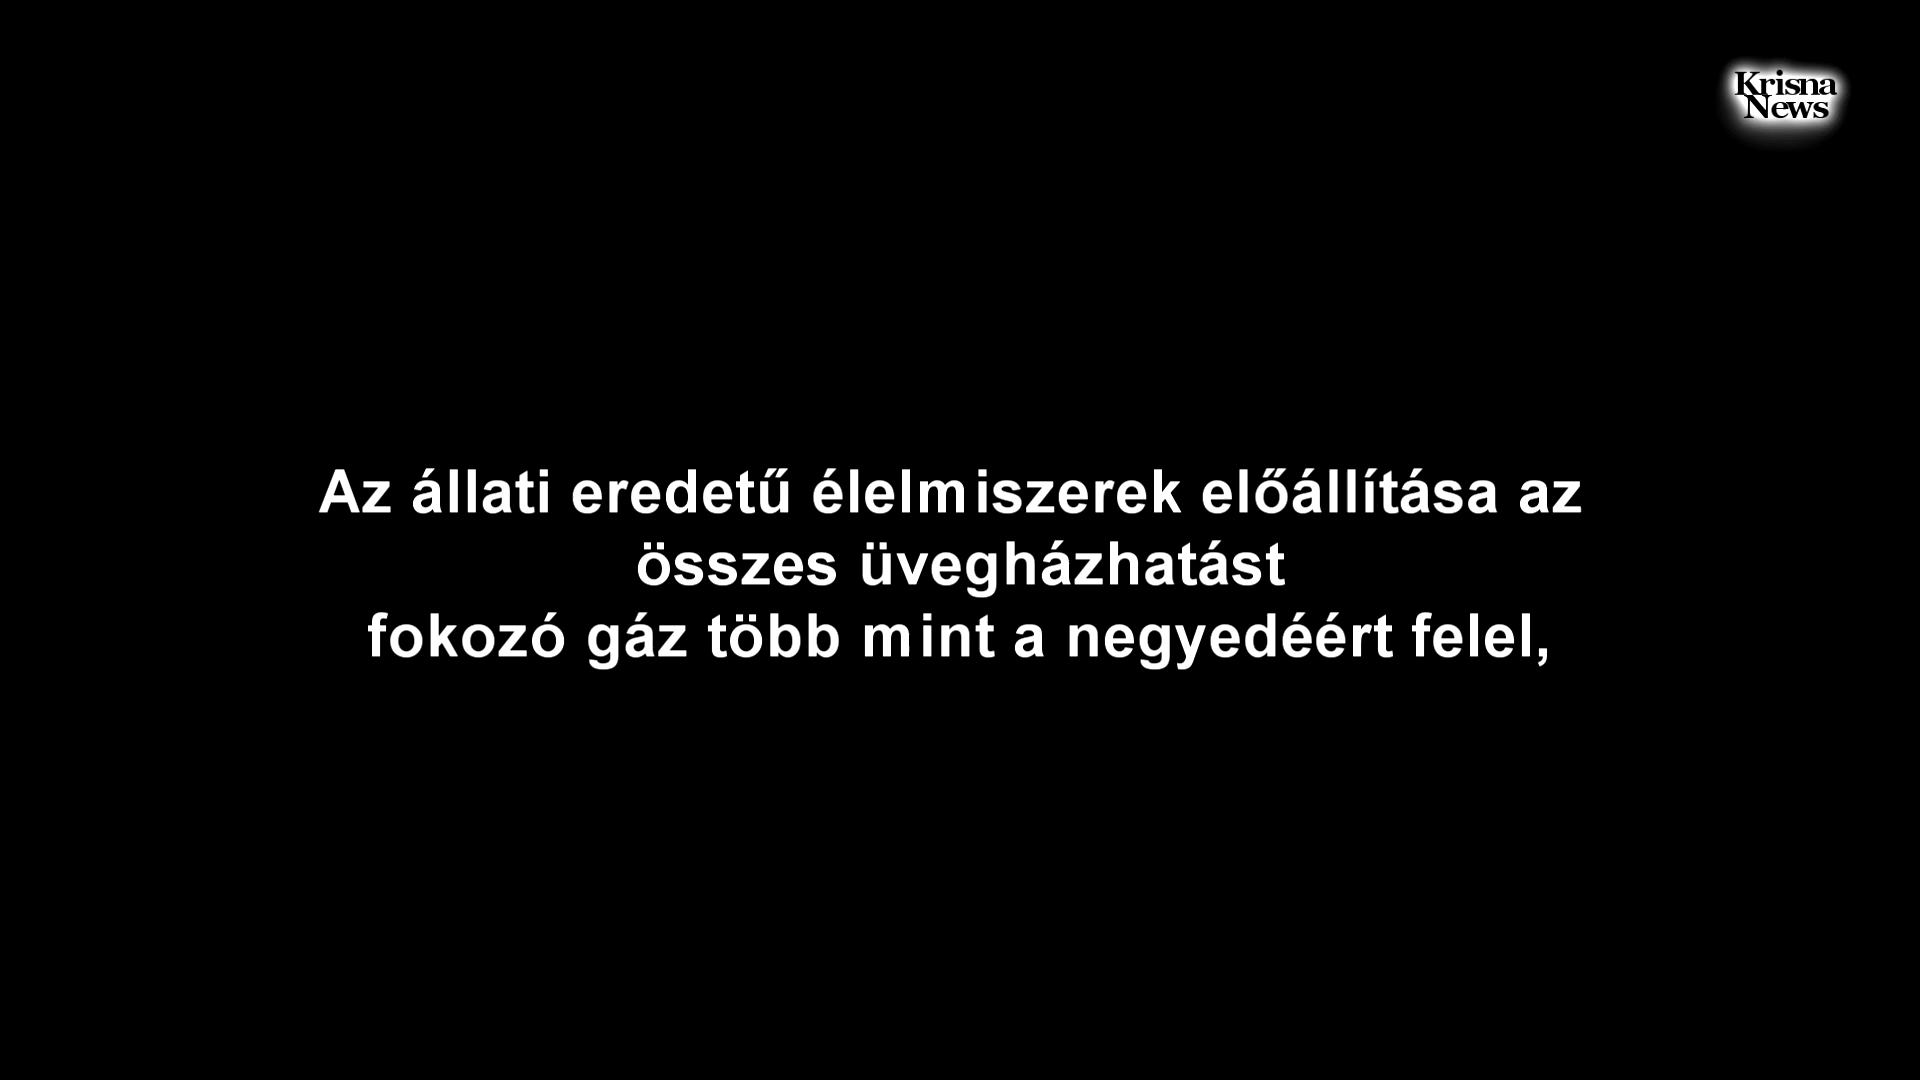 Krisna
News
Az állati eredetű élelmiszerek előállítása az
összes üvegházhatást
fokozó gáz több mint a negyedéért felel,